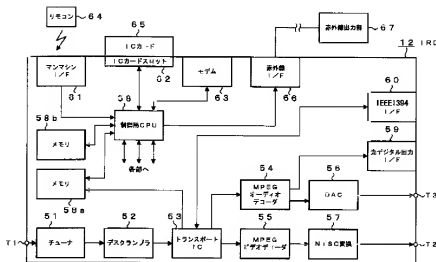 リモコン
64
65
ICカード
ICカードスロット
62
赤外線出力部
67
12 IRD
マンマシン
I/F
61
モデム
63
赤外線
I/F
66
60
IEEE1394
I/F
58b
メモリ
制御用CPU
59
光デジタル出力
I/F
メモリ
58a
各部へ
54
MPEG
オーディオ
デコーダ
56
DAC
T3
51
52
53
55
57
T1
チューナ
デスクランブラ
トランスポート
IC
MPEG
ビデオデコーダ
NTSC変換
T2